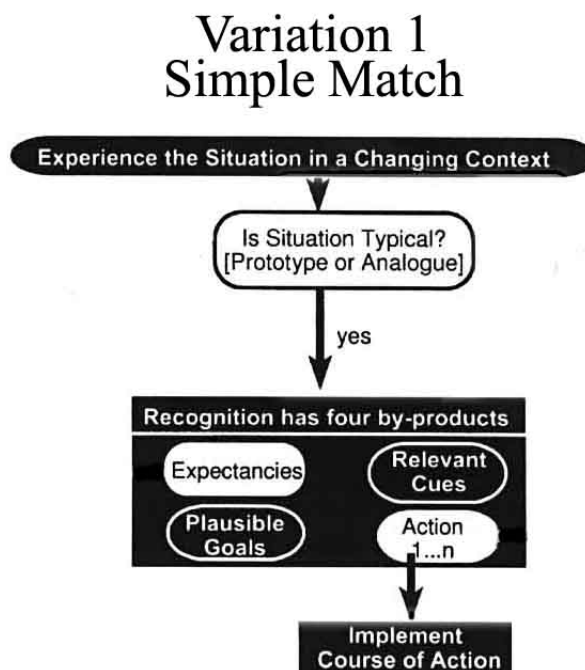 Variation 1
Simple Match
Experience the Situation in a Changing Context
Is Situation Typical?
[Prototype or Analogue]
yes
Recognition has four by-products
Expectancies
Relevant
Cues
Plausible
Goals
Action
1...n
Implement
Course of Action